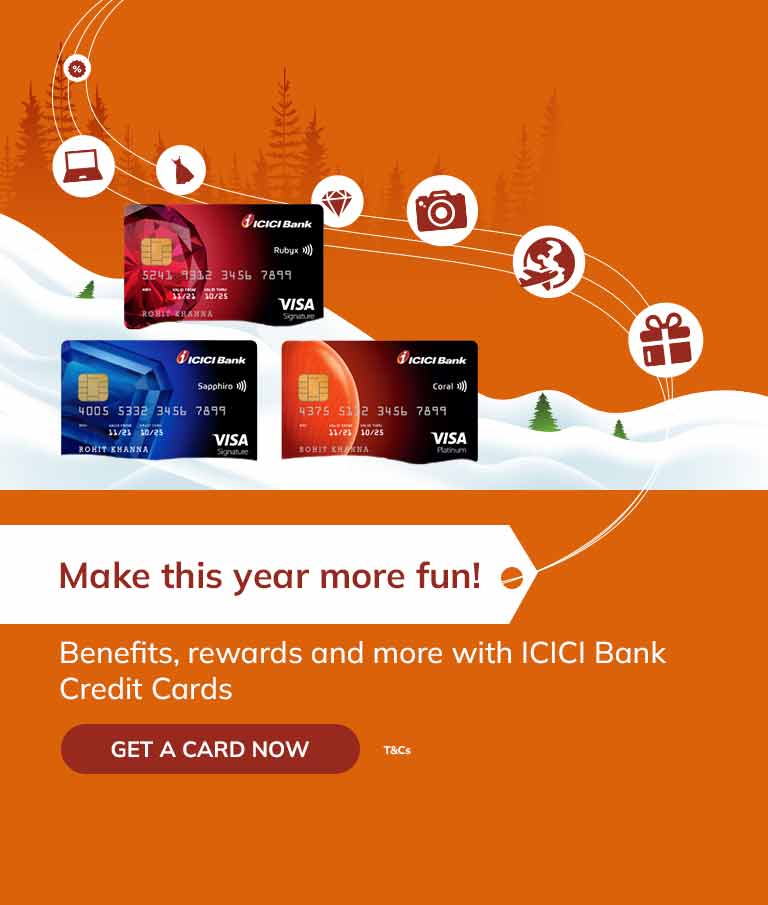 %
ICICI Bank
Rubyx
5241 9312 3456 7899
VALID FROM VALID THRU
11/21 10/25
VISA
Signature
ROHIT KHANNA
ICICI Bank
Sapphiro
4005 5332 3456 7899
VALID FROM VALID THRU
11/21 10/25
VISA
Signature
ROHIT KHANNA
ICICI Bank
Coral
4375 5132 3456 7899
VALID FROM VALID THRU
11/21 10/25
VISA
Platinum
ROHIT KHANNA
Make this year more fun!
Benefits, rewards and more with ICICI Bank
Credit Cards
GET A CARD NOW
T&Cs